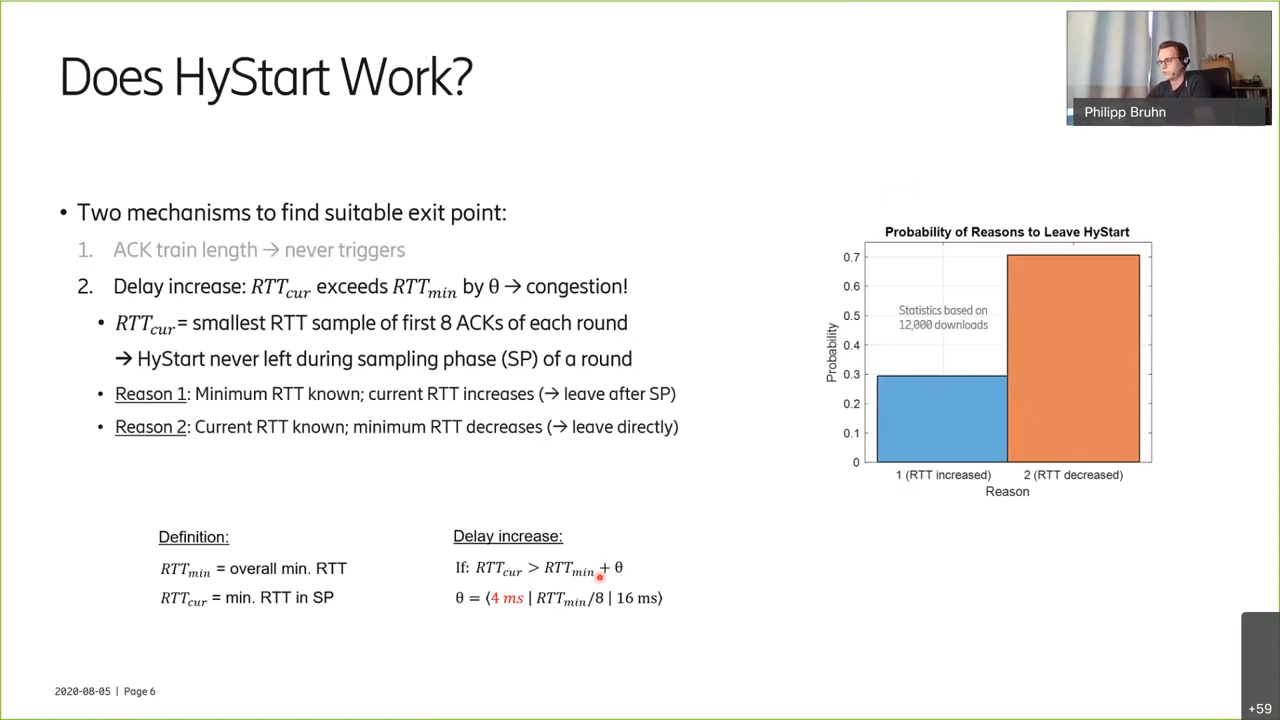 Does HyStart Work?
Philipp Bruhn
• Two mechanisms to find suitable exit point:
1. ACK train length → never triggers
2. Delay increase: RTT_cur exceeds RTT_min by θ → congestion!
• RTT_cur = smallest RTT sample of first 8 ACKs of each round
→ HyStart never left during sampling phase (SP) of a round
• Reason 1: Minimum RTT known; current RTT increases (→ leave after SP)
• Reason 2: Current RTT known; minimum RTT decreases (→ leave directly)
Probability of Reasons to Leave HyStart
0.7
0.6
0.5
0.4
0.3
0.2
0.1
0
Probability
Statistics based on
12,000 downloads
1 (RTT increased) 2 (RTT decreased)
Reason
Definition:
RTT_min = overall min. RTT
RTT_cur = min. RTT in SP
Delay increase:
If: RTT_cur > RTT_min + θ
θ = ⟨4 ms | RTT_min/8 | 16 ms⟩
2020-08-05 | Page 6
+59